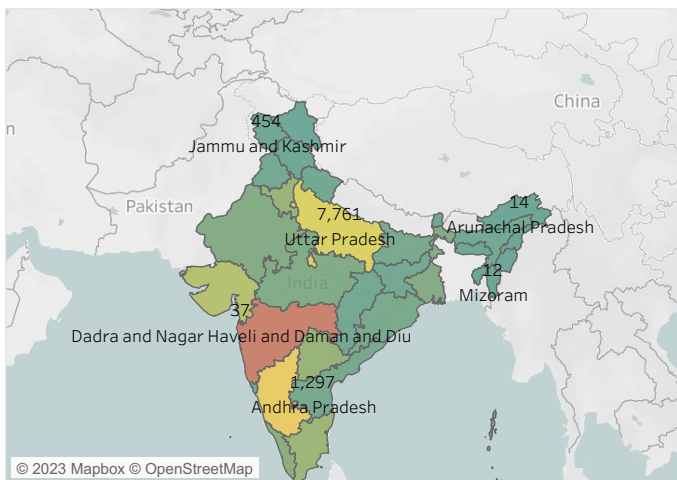 China
454
Jammu and Kashmir
n
Pakistan
14
Arunachal Pradesh
7,761
Uttar Pradesh
12
Mizoram
India
37
Dadra and Nagar Haveli and Daman and Diu
1,297
Andhra Pradesh
© 2023 Mapbox © OpenStreetMap